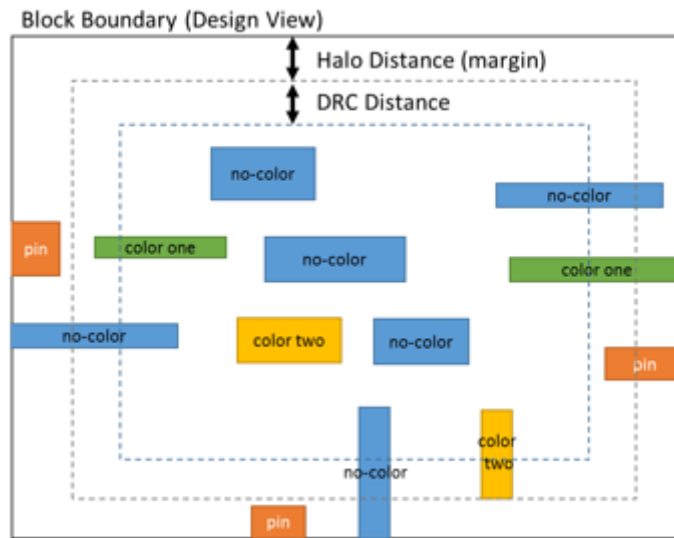 Block Boundary (Design View)
Halo Distance (margin)
DRC Distance
no-color
no-color
pin
color one
no-color
color one
no-color
color two
no-color
pin
color
two
no-color
pin